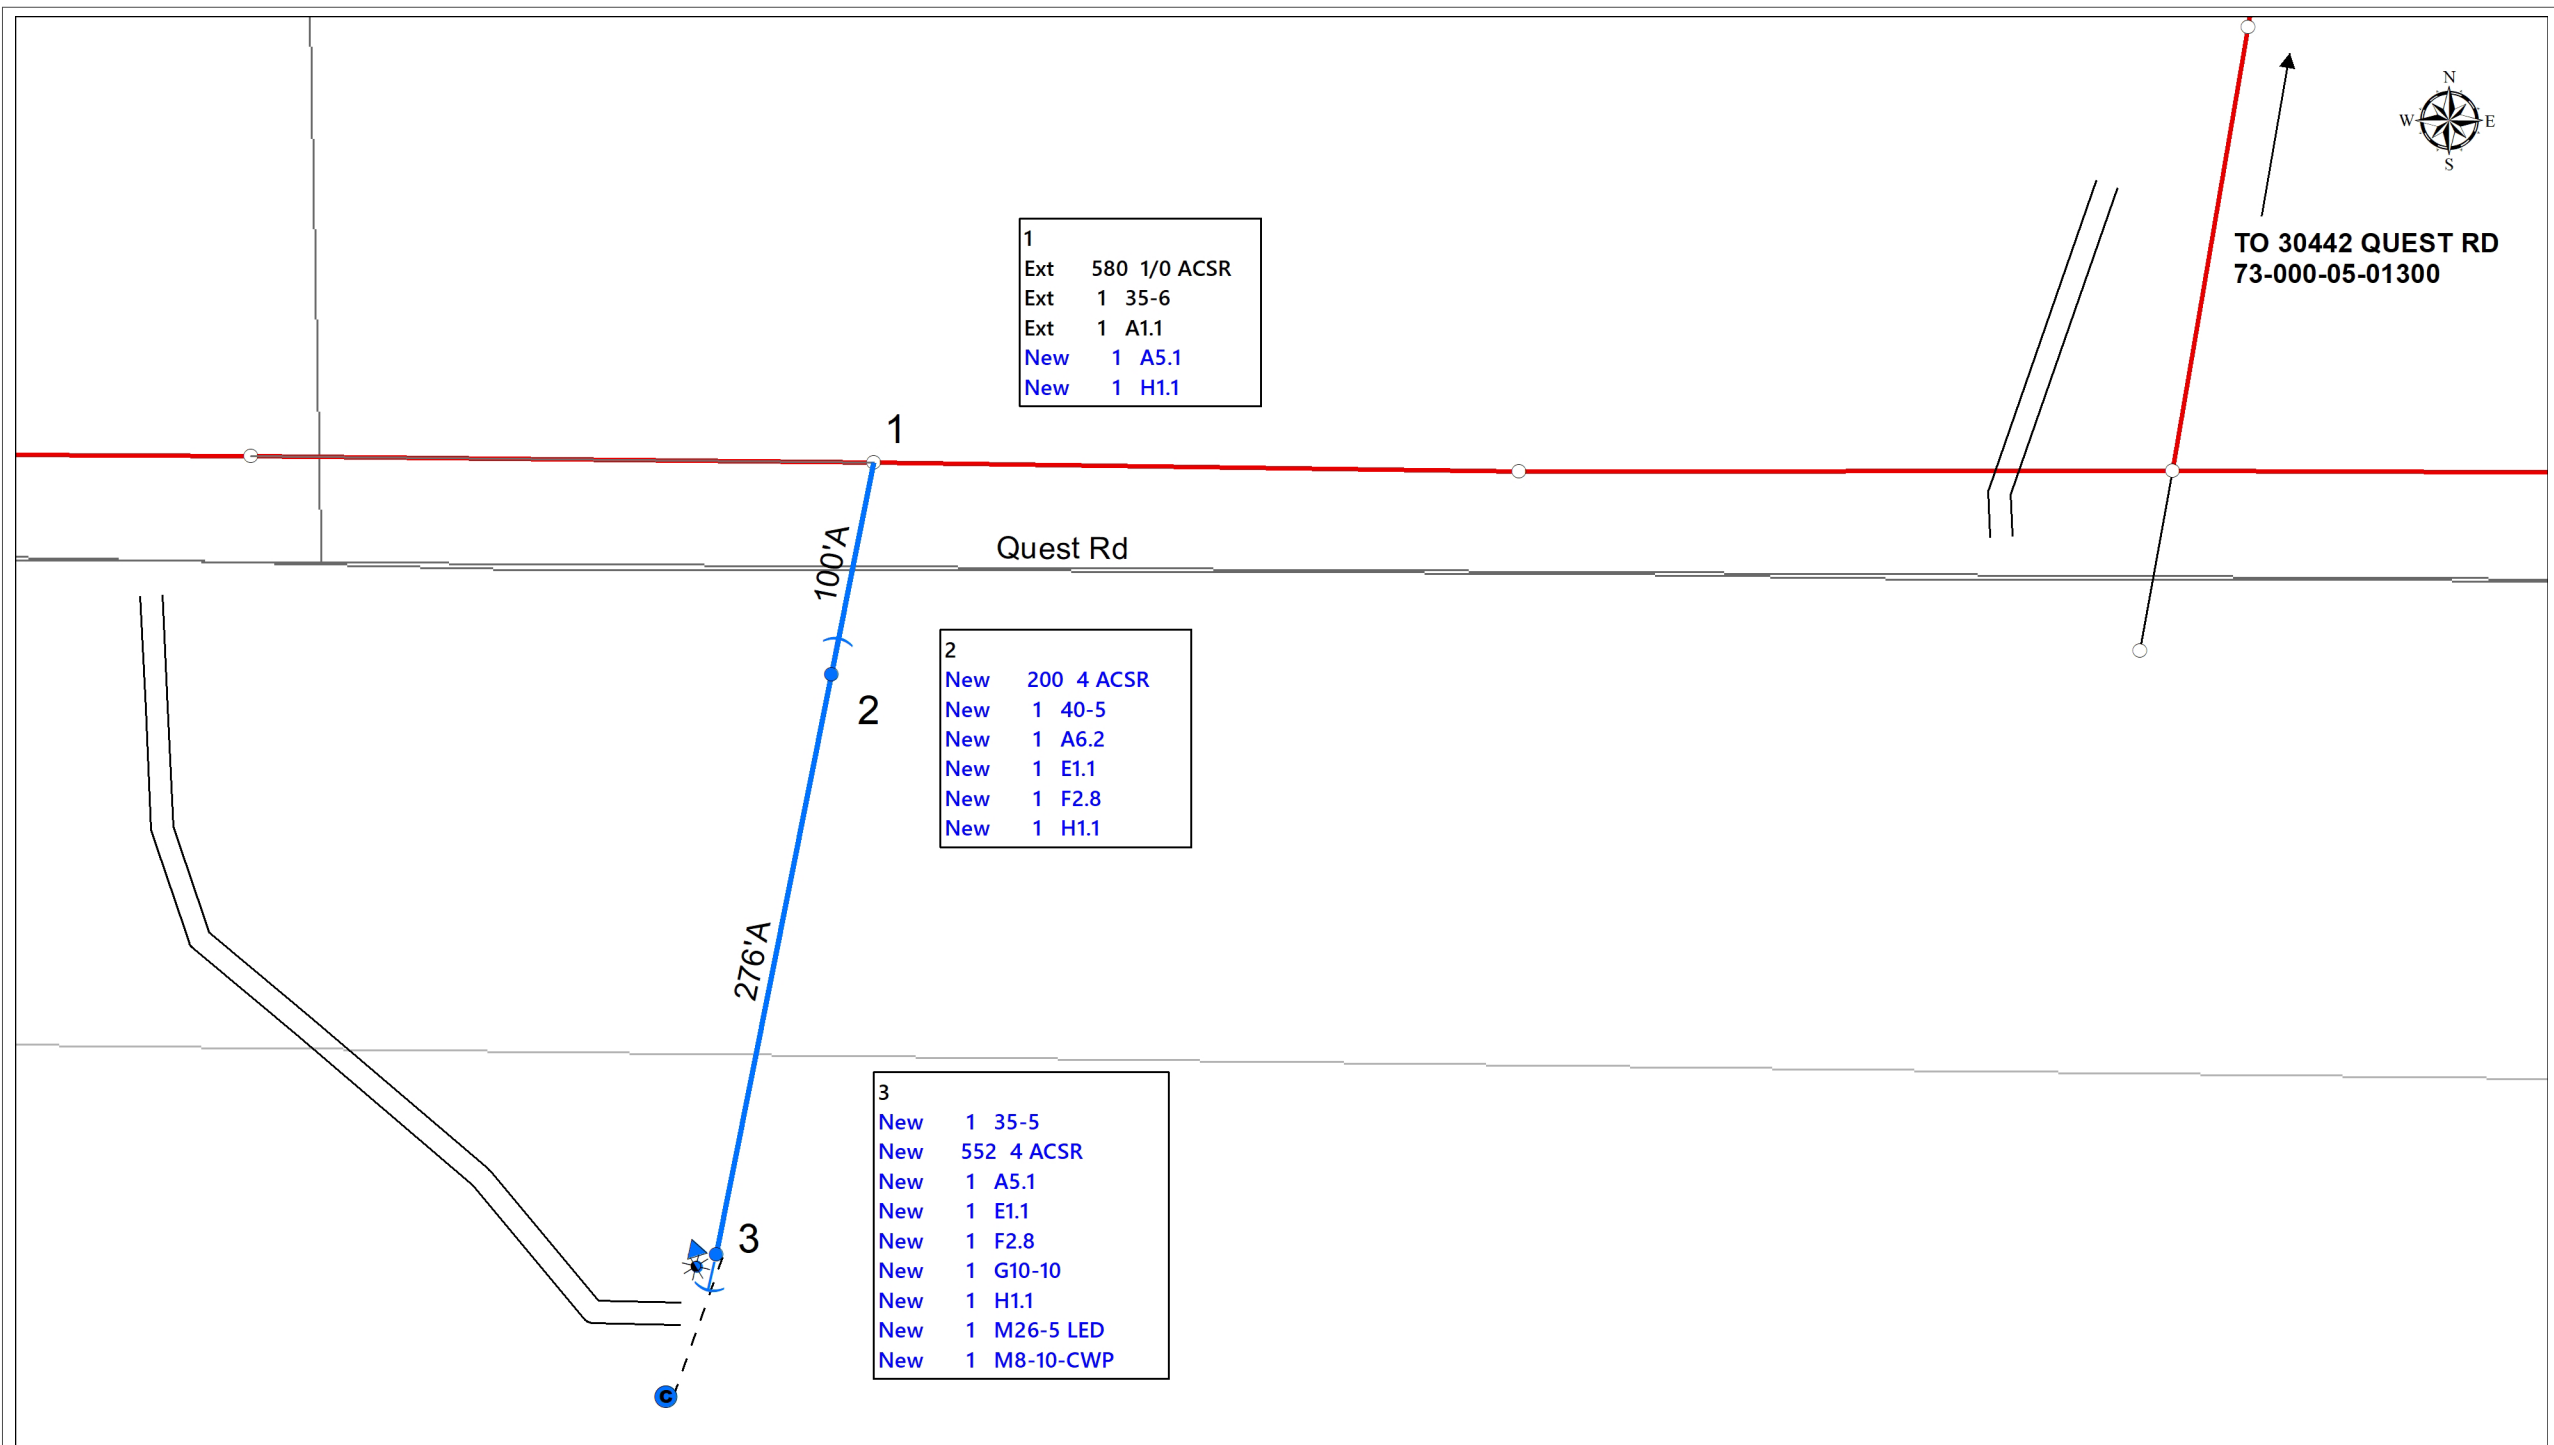 N
W E
S
TO 30442 QUEST RD
73-000-05-01300
1
Ext 580 1/0 ACSR
Ext 1 35-6
Ext 1 A1.1
New 1 A5.1
New 1 H1.1
1
100'A
Quest Rd
2
New 200 4 ACSR
New 1 40-5
New 1 A6.2
New 1 E1.1
New 1 F2.8
New 1 H1.1
2
276'A
3
New 1 35-5
New 552 4 ACSR
New 1 A5.1
New 1 E1.1
New 1 F2.8
New 1 G10-10
New 1 H1.1
New 1 M26-5 LED
New 1 M8-10-CWP
3
C